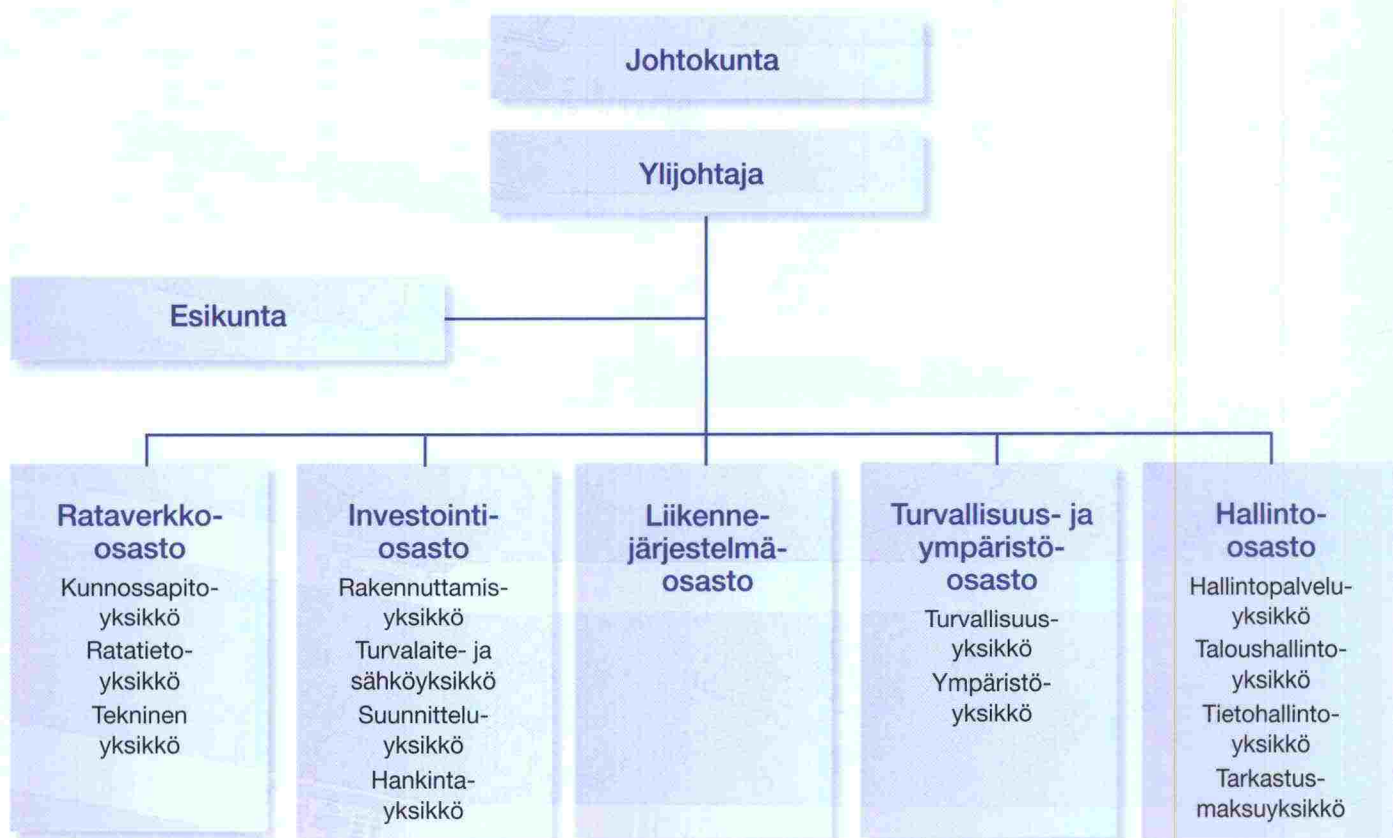 Johtokunta
Ylijohtaja
Esikunta
Rataverkko-
osasto
Kunnossapito-
yksikkö
Ratatieto-
yksikkö
Tekninen
yksikkö
Investointi-
osasto
Rakennuttamis-
yksikkö
Turvalaite- ja
sähköyksikkö
Suunnittelu-
yksikkö
Hankinta-
yksikkö
Liikenne-
järjestelmä-
osasto
Turvallisuus- ja
ympäristö-
osasto
Turvallisuus-
yksikkö
Ympäristö-
yksikkö
Hallinto-
osasto
Hallintopalvelu-
yksikkö
Taloushallinto-
yksikkö
Tietohallinto-
yksikkö
Tarkastus-
maksuyksikkö